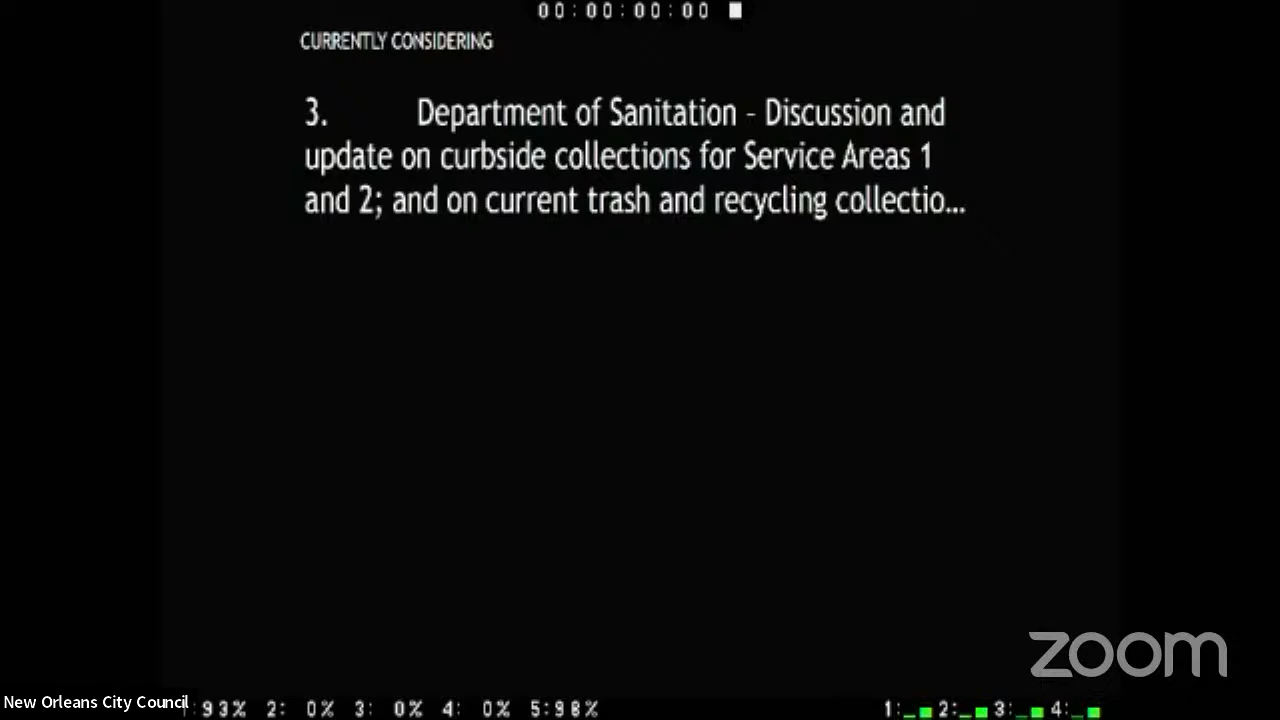 00:00:00:00
CURRENTLY CONSIDERING
3. Department of Sanitation - Discussion and
update on curbside collections for Service Areas 1
and 2; and on current trash and recycling collectio...
zoom
New Orleans City Council
93% 2: 0% 3: 0% 4: 0% 5:98% 1:_ 2:_ 3:_ 4:_